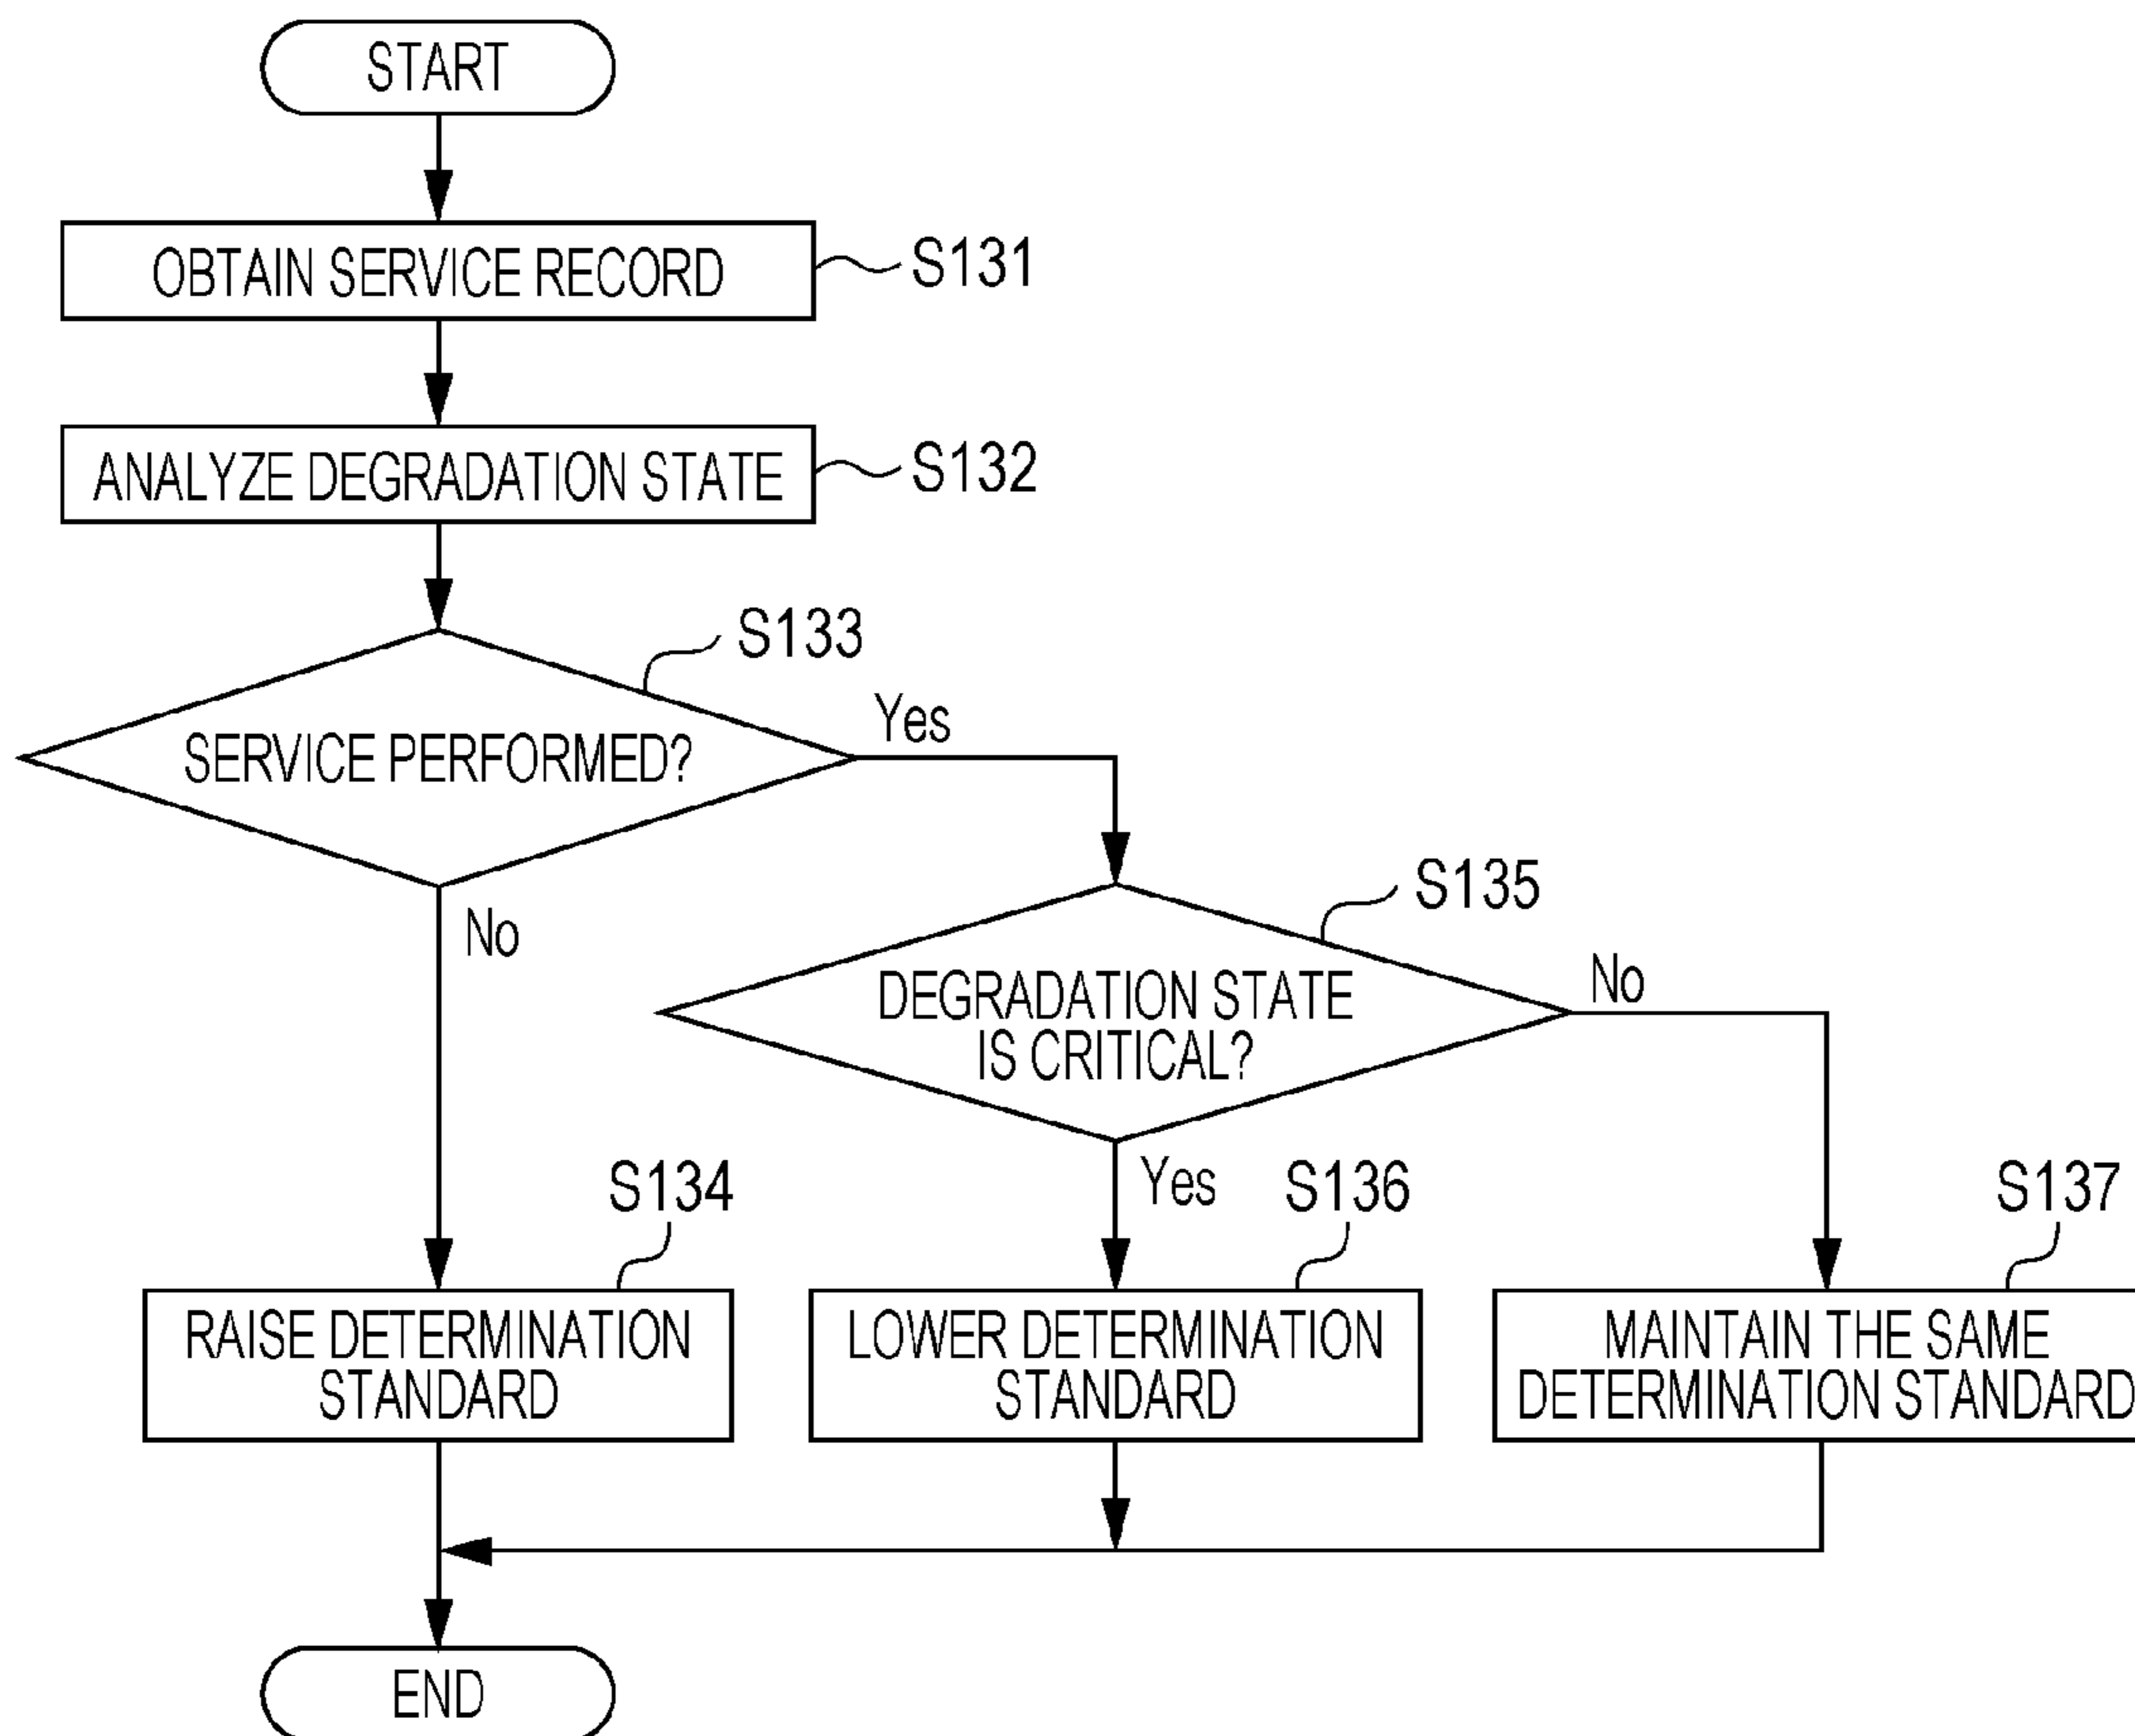 START
OBTAIN SERVICE RECORD
S131
ANALYZE DEGRADATION STATE
S132
S133
SERVICE PERFORMED?
Yes
No
S135
DEGRADATION STATE
IS CRITICAL?
No
Yes
S134
RAISE DETERMINATION
STANDARD
S136
LOWER DETERMINATION
STANDARD
S137
MAINTAIN THE SAME
DETERMINATION STANDARD
END